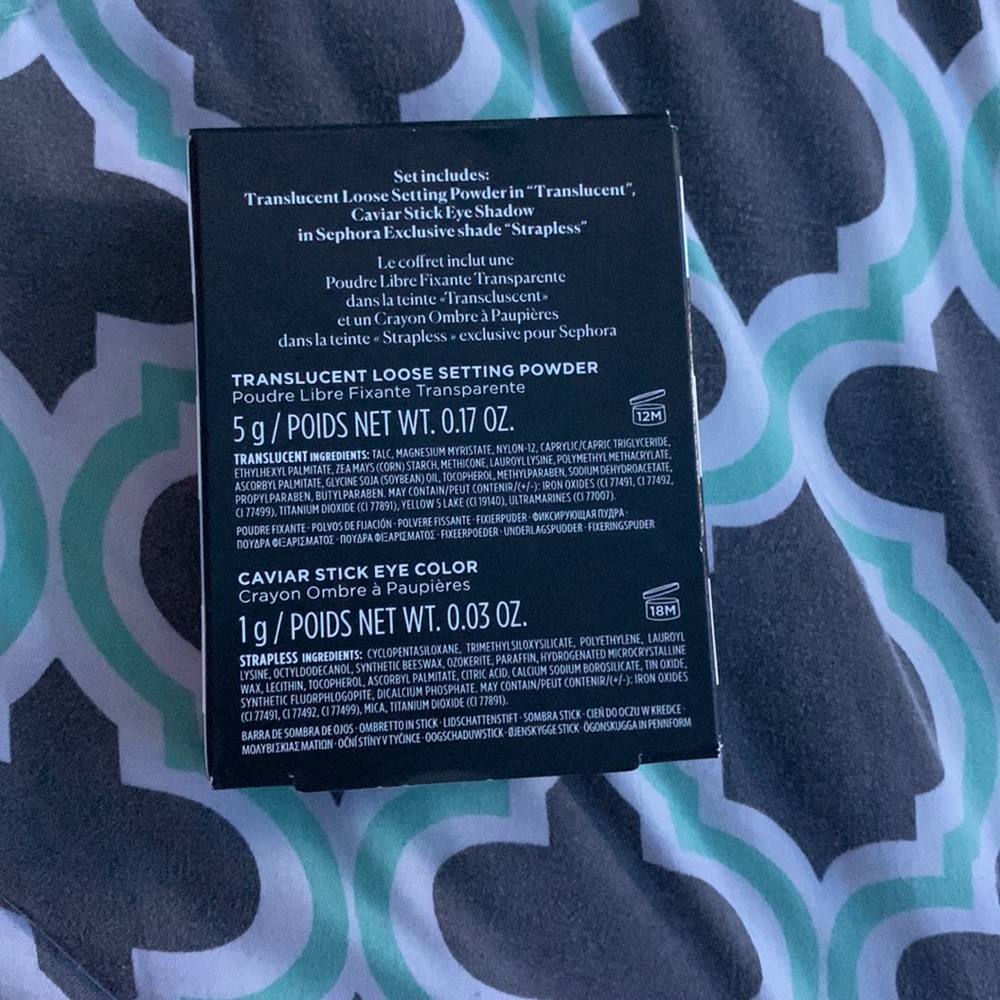 Set includes:
Translucent Loose Setting Powder in "Translucent",
Caviar Stick Eye Shadow
in Sephora Exclusive shade "Strapless"
Le coffret inclut une
Poudre Libre Fixante Transparente
dans la teinte «Transcluscent»
et un Crayon Ombre à Paupières
dans la teinte « Strapless » exclusive pour Sephora
TRANSLUCENT LOOSE SETTING POWDER
Poudre Libre Fixante Transparente
5 g / POIDS NET WT. 0.17 OZ.
12M
TRANSLUCENT INGREDIENTS: TALC, MAGNESIUM MYRISTATE, NYLON-12, CAPRYLIC/CAPRIC TRIGLYCERIDE,
ETHYLHEXYL PALMITATE, ZEA MAYS (CORN) STARCH, METHICONE, LAUROYL LYSINE, POLYMETHYL METHACRYLATE,
ASCORBYL PALMITATE, GLYCINE SOJA (SOYBEAN) OIL, TOCOPHEROL, METHYLPARABEN, SODIUM DEHYDROACETATE,
PROPYLPARABEN, BUTYLPARABEN. MAY CONTAIN/PEUT CONTENIR/(+/-): IRON OXIDES (CI 77491, CI 77492,
CI 77499), TITANIUM DIOXIDE (CI 77891), YELLOW 5 LAKE (CI 19140), ULTRAMARINES (CI 77007).
POUDRE FIXANTE · POLVOS DE FIJACIÓN · POLVERE FISSANTE · FIXIERPUDER · ФИКСИРУЮЩАЯ ПУДРА ·
ΠΟΥΔΡΑ ΦΙΞΑΡΙΣΜΑΤΟΣ · ΠΟΥΔΡΑ ΦΙΞΑΡΙΣΜΑΤΟΣ · FIXEERPOEDER · UNDERLAGSPUDDER · FIXERINGSPUDER
CAVIAR STICK EYE COLOR
Crayon Ombre à Paupières
1 g / POIDS NET WT. 0.03 OZ.
18M
STRAPLESS INGREDIENTS: CYCLOPENTASILOXANE, TRIMETHYLSILOXYSILICATE, POLYETHYLENE, LAUROYL
LYSINE, OCTYLDODECANOL, SYNTHETIC BEESWAX, OZOKERITE, PARAFFIN, HYDROGENATED MICROCRYSTALLINE
WAX, LECITHIN, TOCOPHEROL, ASCORBYL PALMITATE, CITRIC ACID, CALCIUM SODIUM BOROSILICATE, TIN OXIDE,
SYNTHETIC FLUORPHLOGOPITE, DICALCIUM PHOSPHATE. MAY CONTAIN/PEUT CONTENIR/(+/-): IRON OXIDES
(CI 77491, CI 77492, CI 77499), MICA, TITANIUM DIOXIDE (CI 77891).
BARRA DE SOMBRA DE OJOS · OMBRETTO IN STICK · LIDSCHATTENSTIFT · SOMBRA STICK · CIEŃ DO OCZU W KREDCE ·
ΜΟΛΥΒΙ ΣΚΙΑΣ ΜΑΤΙΩΝ · OČNÍ STÍNY V TYČINCE · OOGSCHADUWSTICK · ØJENSKYGGE STICK · ÖGONSKUGGA IN PENNFORM